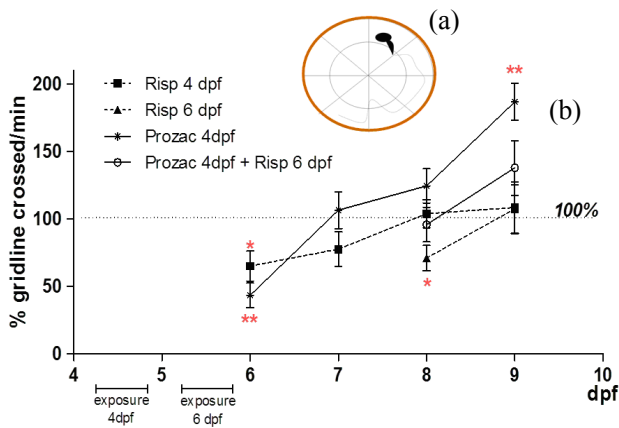 (a)
200
150
100
50
0
% gridline crossed/min
Risp 4 dpf
Risp 6 dpf
Prozac 4dpf
Prozac 4dpf + Risp 6 dpf
**
(b)
100%
*
**
*
4 5 6 7 8 9 10
dpf
exposure
4dpf
exposure
6 dpf